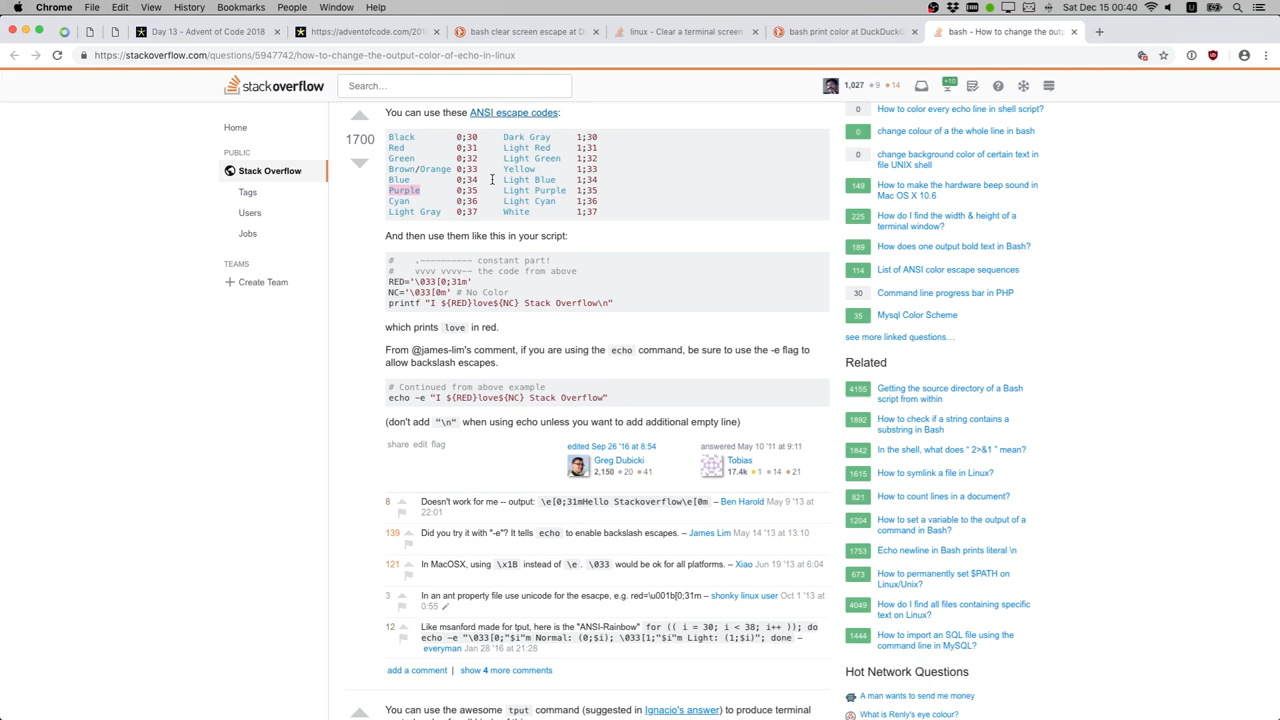 Chrome File Edit View History Bookmarks People Window Help
Sat Dec 15 00:40
Day 13 - Advent of Code 2018
https://adventofcode.com/201
bash clear screen escape at D
linux - Clear a terminal screen
bash print color at DuckDuckG
bash - How to change the outp
https://stackoverflow.com/questions/5947742/how-to-change-the-output-color-of-echo-in-linux
stackoverflow
Search…
1,027 9 14
+10
Home
PUBLIC
Stack Overflow
Tags
Users
Jobs
TEAMS
Create Team
1700
You can use these ANSI escape codes:
Black 0;30 Dark Gray 1;30
Red 0;31 Light Red 1;31
Green 0;32 Light Green 1;32
Brown/Orange 0;33 Yellow 1;33
Blue 0;34 Light Blue 1;34
Purple 0;35 Light Purple 1;35
Cyan 0;36 Light Cyan 1;36
Light Gray 0;37 White 1;37
And then use them like this in your script:
# .---------- constant part!
# vvvv vvvv-- the code from above
RED='\033[0;31m'
NC='\033[0m' # No Color
printf "I ${RED}love${NC} Stack Overflow\n"
which prints love in red.
From @james-lim's comment, if you are using the echo command, be sure to use the -e flag to
allow backslash escapes.
# Continued from above example
echo -e "I ${RED}love${NC} Stack Overflow"
(don't add "\n" when using echo unless you want to add additional empty line)
share edit flag
edited Sep 26 '16 at 8:54
Greg Dubicki
2,150 20 41
answered May 10 '11 at 9:11
Tobias
17.4k 1 14 21
8 Doesn't work for me -- output: \e[0;31mHello Stackoverflow\e[0m – Ben Harold May 9 '13 at
22:01
139 Did you try it with "-e"? It tells echo to enable backslash escapes. – James Lim May 14 '13 at 13:10
121 In MacOSX, using \x1B instead of \e. \033 would be ok for all platforms. – Xiao Jun 19 '13 at 6:04
3 In an ant property file use unicode for the esacpe, e.g. red=\u001b[0;31m – shonky linux user Oct 1 '13 at
0:55
12 Like mainford made for tput, here is the "ANSI-Rainbow" for (( i = 30; i < 38; i++ )); do
echo -e "\033[0;"$i"m Normal: (0;$i); \033[1;"$i"m Light: (1;$i)"; done –
everyman Jan 28 '16 at 21:28
add a comment | show 4 more comments
You can use the awesome tput command (suggested in Ignacio's answer) to produce terminal
0 How to color every echo line in shell script?
0 change colour of a the whole line in bash
0 change background color of certain text in
file UNIX shell
149 How to make the hardware beep sound in
Mac OS X 10.6
225 How do I find the width & height of a
terminal window?
189 How does one output bold text in Bash?
114 List of ANSI color escape sequences
30 Command line progress bar in PHP
35 Mysql Color Scheme
see more linked questions…
Related
4155 Getting the source directory of a Bash
script from within
1892 How to check if a string contains a
substring in Bash
1842 In the shell, what does " 2>&1 " mean?
1615 How to symlink a file in Linux?
821 How to count lines in a document?
1204 How to set a variable to the output of a
command in Bash?
1753 Echo newline in Bash prints literal \n
673 How to permanently set $PATH on
Linux/Unix?
4049 How do I find all files containing specific
text on Linux?
1444 How to import an SQL file using the
command line in MySQL?
Hot Network Questions
A man wants to send me money
What is Renly's eye colour?